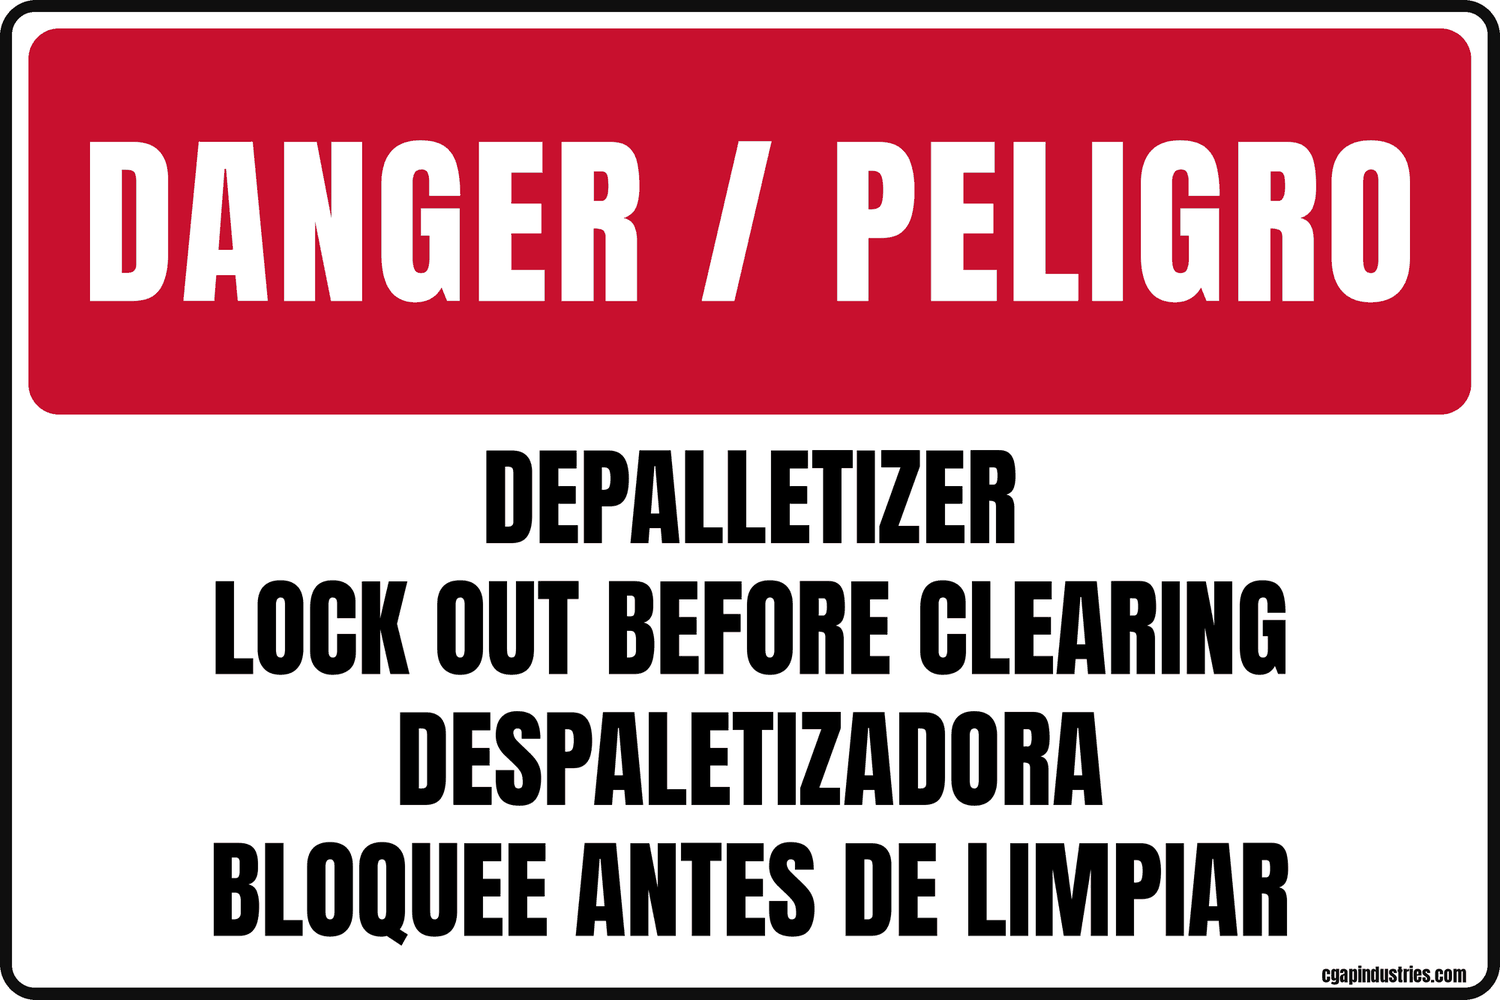 DANGER / PELIGRO
DEPALLETIZER
LOCK OUT BEFORE CLEARING
DESPALETIZADORA
BLOQUEE ANTES DE LIMPIAR
cgapindustries.com